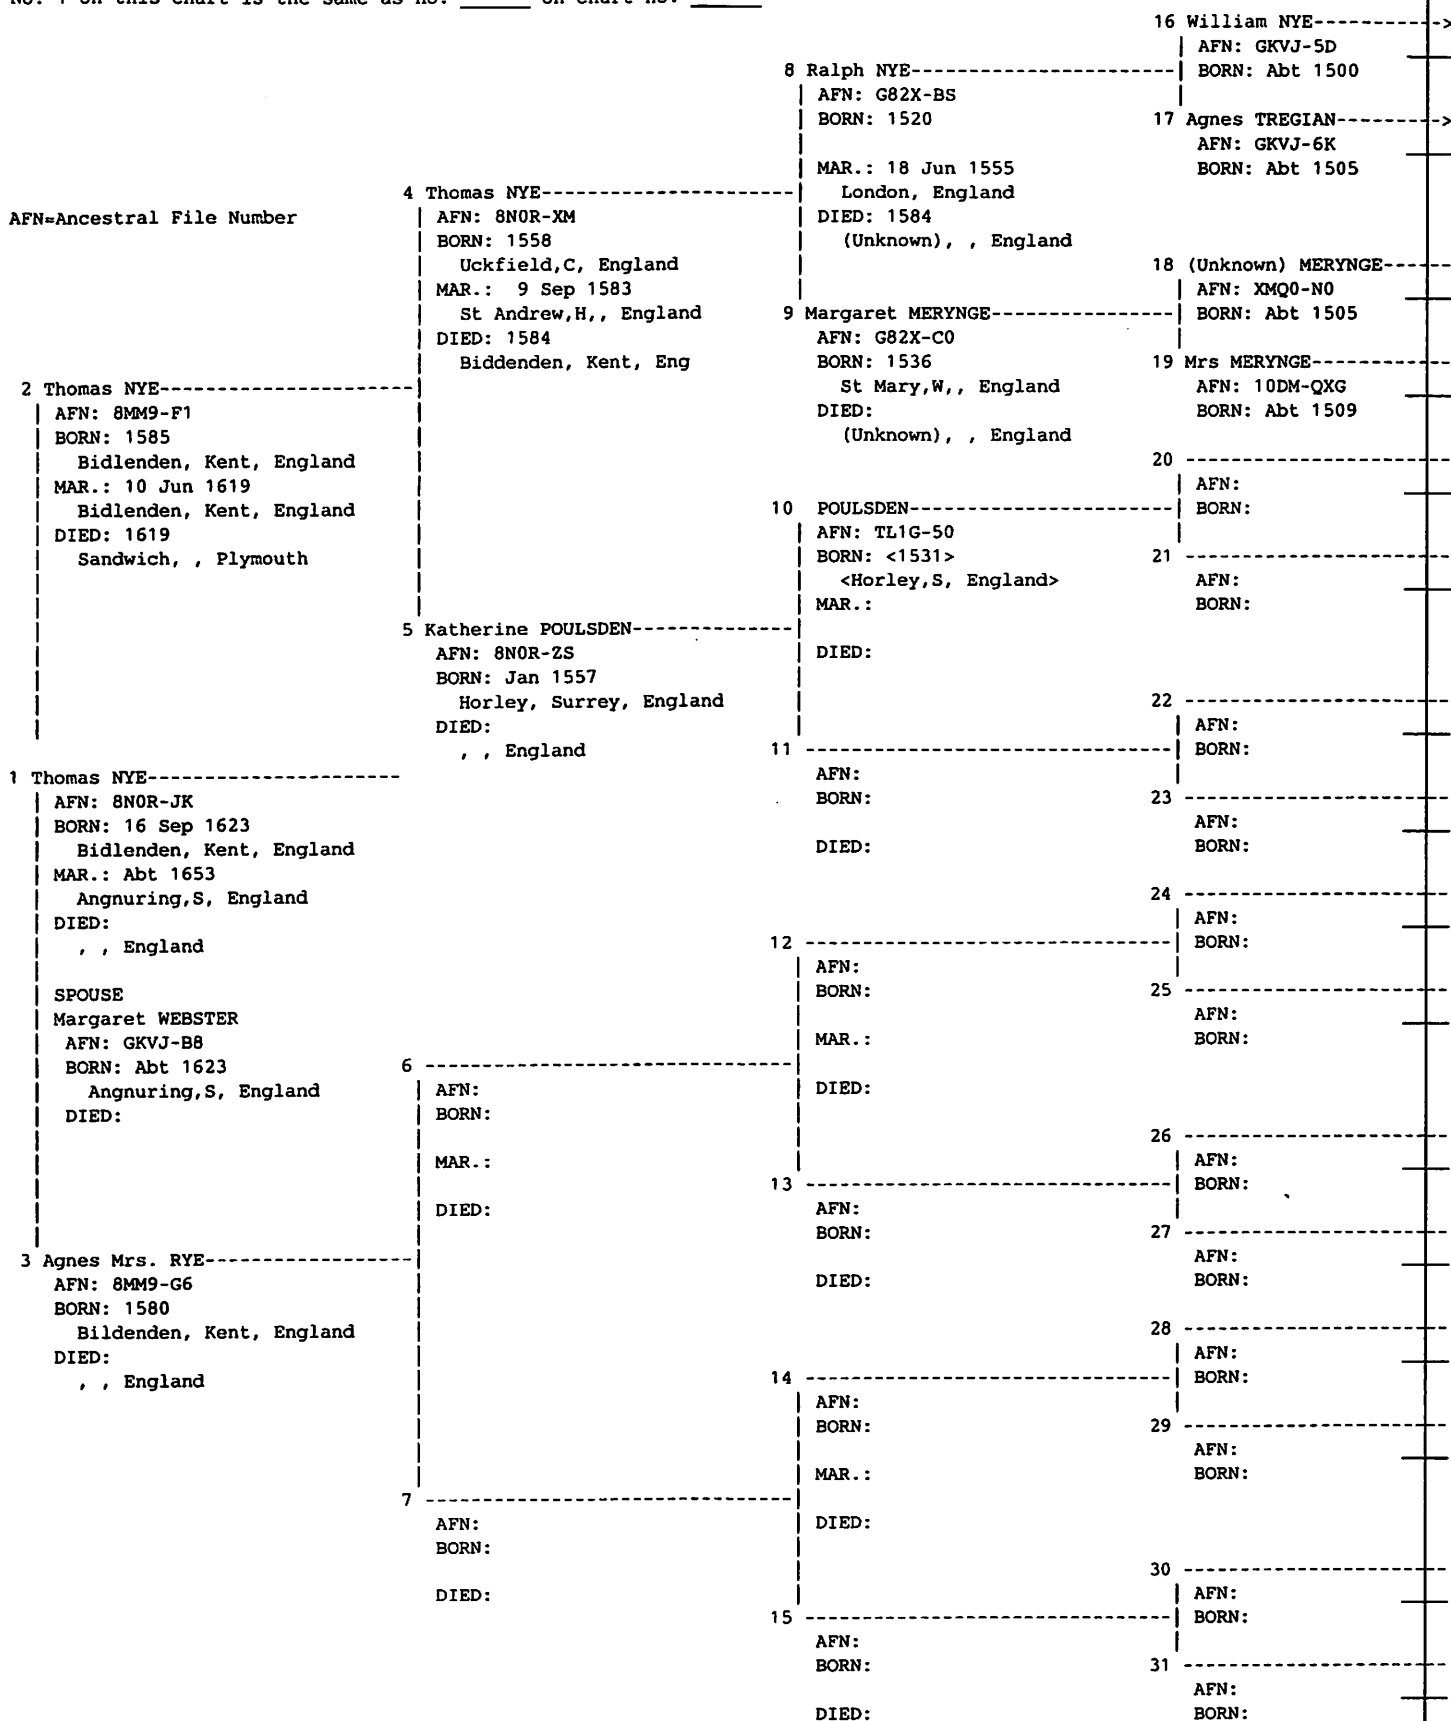 No. 1 on this chart is the same as no. ______ on chart no. ______
AFN=Ancestral File Number
1 Thomas NYE
AFN: 8N0R-JK
BORN: 16 Sep 1623
Bidlenden, Kent, England
MAR.: Abt 1653
Angnuring,S, England
DIED:
, , England
SPOUSE
Margaret WEBSTER
AFN: GKVJ-B8
BORN: Abt 1623
Angnuring,S, England
DIED:
2 Thomas NYE
AFN: 8MM9-F1
BORN: 1585
Bidlenden, Kent, England
MAR.: 10 Jun 1619
Bidlenden, Kent, England
DIED: 1619
Sandwich, , Plymouth
3 Agnes Mrs. RYE
AFN: 8MM9-G6
BORN: 1580
Bildenden, Kent, England
DIED:
, , England
4 Thomas NYE
AFN: 8N0R-XM
BORN: 1558
Uckfield,C, England
MAR.: 9 Sep 1583
St Andrew,H,, England
DIED: 1584
Biddenden, Kent, Eng
5 Katherine POULSDEN
AFN: 8N0R-ZS
BORN: Jan 1557
Horley, Surrey, England
DIED:
, , England
6
AFN:
BORN:
MAR.:
DIED:
7
AFN:
BORN:
DIED:
8 Ralph NYE
AFN: G82X-BS
BORN: 1520
MAR.: 18 Jun 1555
London, England
DIED: 1584
(Unknown), , England
9 Margaret MERYNGE
AFN: G82X-C0
BORN: 1536
St Mary,W,, England
DIED:
(Unknown), , England
10 POULSDEN
AFN: TL1G-50
BORN: <1531>
<Horley,S, England>
MAR.:
DIED:
11
AFN:
BORN:
DIED:
12
AFN:
BORN:
MAR.:
DIED:
13
AFN:
BORN:
DIED:
14
AFN:
BORN:
MAR.:
DIED:
15
AFN:
BORN:
DIED:
16 William NYE
AFN: GKVJ-5D
BORN: Abt 1500
17 Agnes TREGIAN
AFN: GKVJ-6K
BORN: Abt 1505
18 (Unknown) MERYNGE
AFN: XMQ0-N0
BORN: Abt 1505
19 Mrs MERYNGE
AFN: 10DM-QXG
BORN: Abt 1509
20
AFN:
BORN:
21
AFN:
BORN:
22
AFN:
BORN:
23
AFN:
BORN:
24
AFN:
BORN:
25
AFN:
BORN:
26
AFN:
BORN:
27
AFN:
BORN:
28
AFN:
BORN:
29
AFN:
BORN:
30
AFN:
BORN:
31
AFN:
BORN: